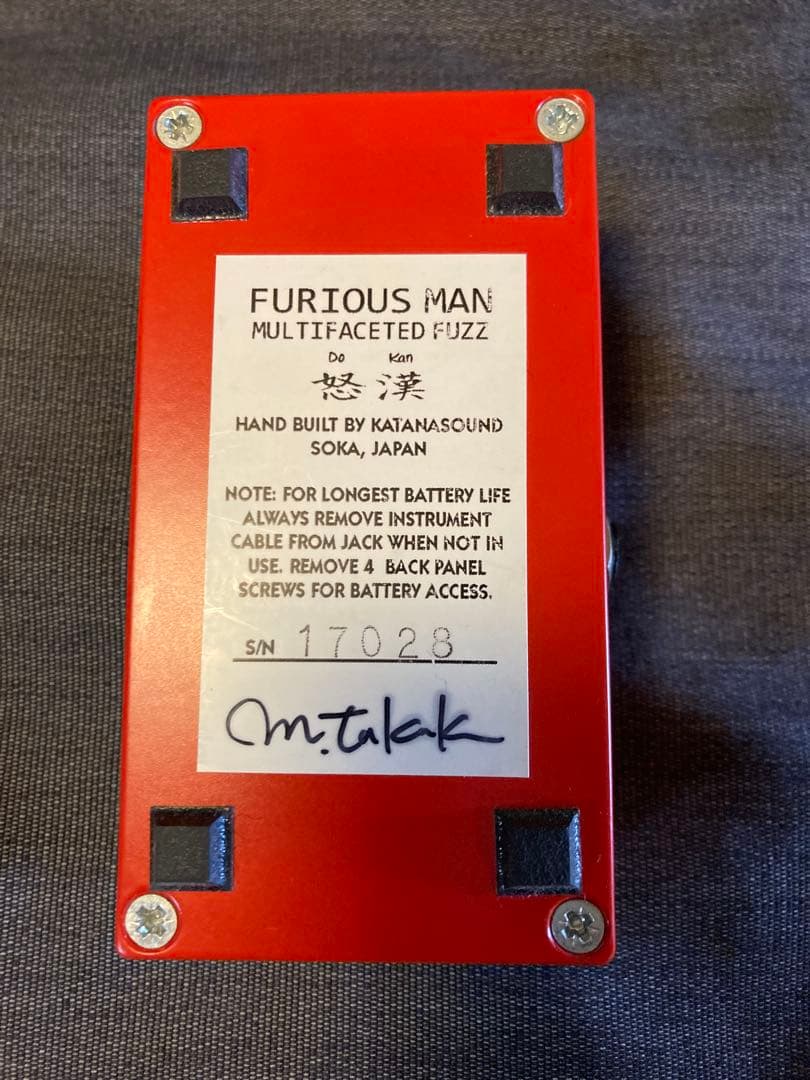 FURIOUS MAN
MULTIFACETED FUZZ
Do Kan
怒漢
HAND BUILT BY KATANASOUND
SOKA, JAPAN
NOTE: FOR LONGEST BATTERY LIFE
ALWAYS REMOVE INSTRUMENT
CABLE FROM JACK WHEN NOT IN
USE. REMOVE 4 BACK PANEL
SCREWS FOR BATTERY ACCESS.
S/N 17028